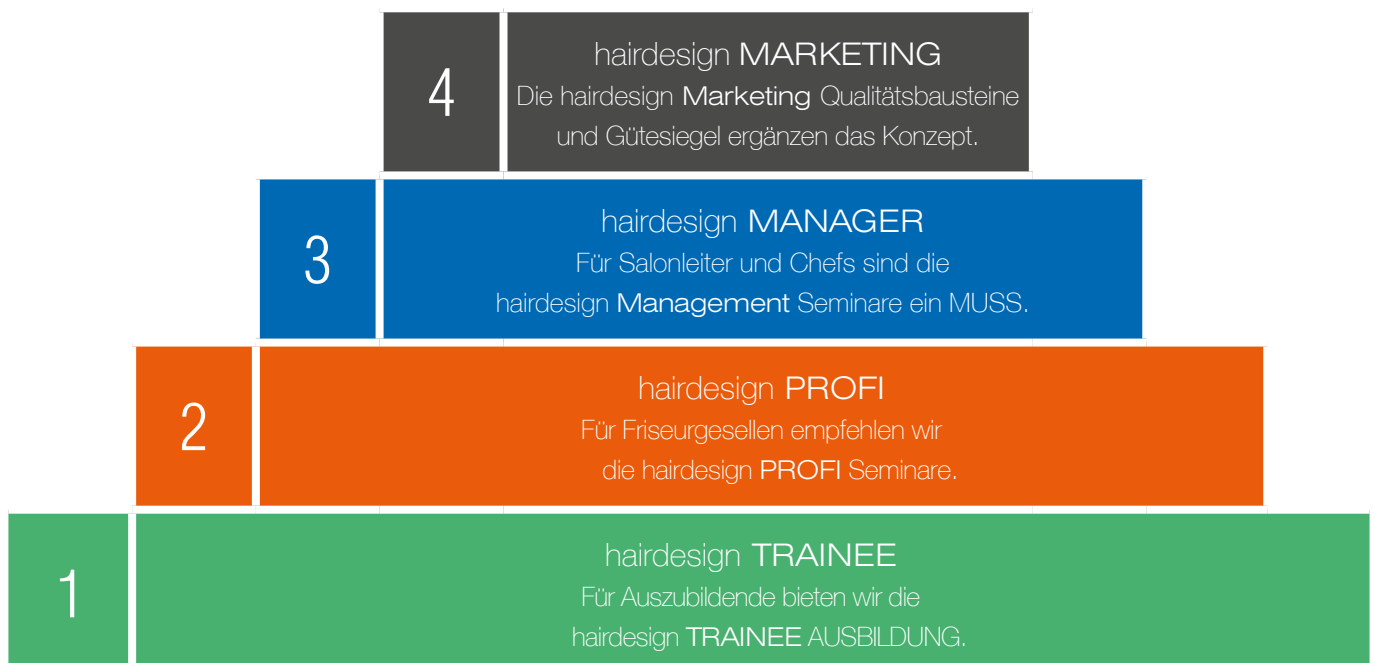 4
hairdesign MARKETING
Die hairdesign Marketing Qualitätsbausteine
und Gütesiegel ergänzen das Konzept.
3
hairdesign MANAGER
Für Salonleiter und Chefs sind die
hairdesign Management Seminare ein MUSS.
2
hairdesign PROFI
Für Friseurgesellen empfehlen wir
die hairdesign PROFI Seminare.
1
hairdesign TRAINEE
Für Auszubildende bieten wir die
hairdesign TRAINEE AUSBILDUNG.